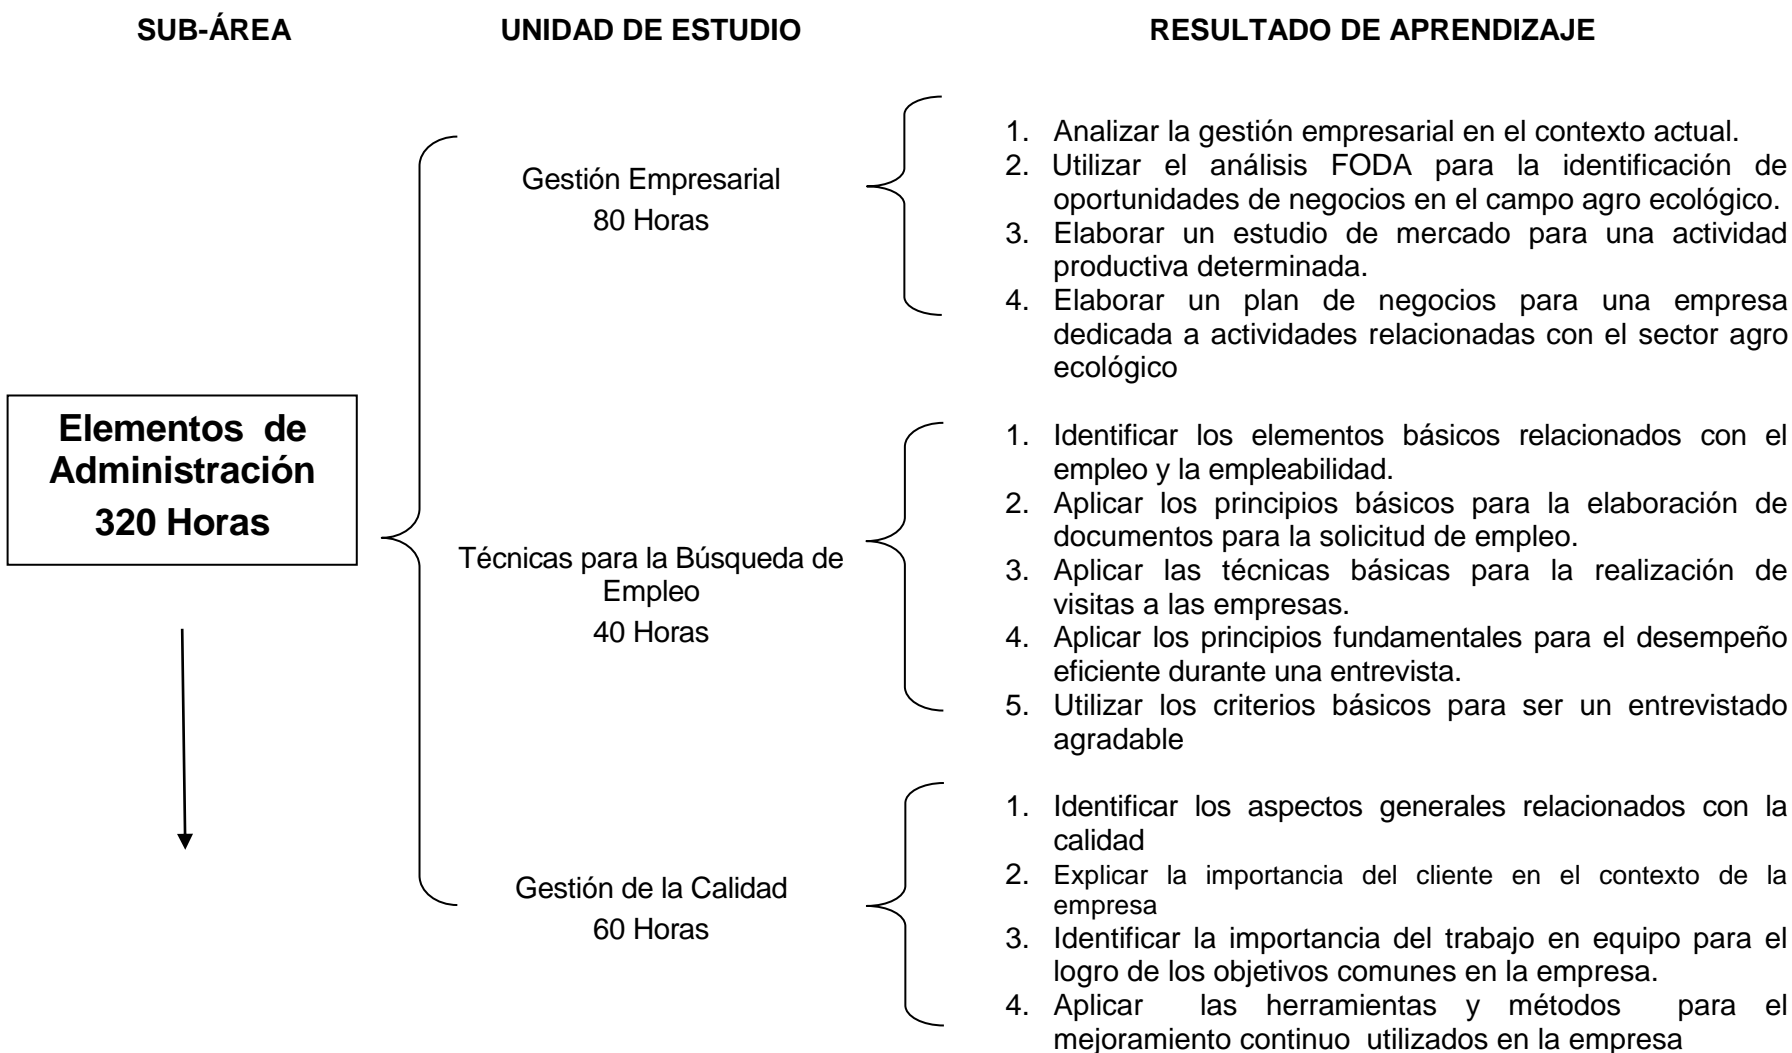 SUB-ÁREA
UNIDAD DE ESTUDIO
RESULTADO DE APRENDIZAJE
Elementos de
Administración
320 Horas
Gestión Empresarial
80 Horas
1. Analizar la gestión empresarial en el contexto actual.
2. Utilizar el análisis FODA para la identificación de
oportunidades de negocios en el campo agro ecológico.
3. Elaborar un estudio de mercado para una actividad
productiva determinada.
4. Elaborar un plan de negocios para una empresa
dedicada a actividades relacionadas con el sector agro
ecológico
Técnicas para la Búsqueda de
Empleo
40 Horas
1. Identificar los elementos básicos relacionados con el
empleo y la empleabilidad.
2. Aplicar los principios básicos para la elaboración de
documentos para la solicitud de empleo.
3. Aplicar las técnicas básicas para la realización de
visitas a las empresas.
4. Aplicar los principios fundamentales para el desempeño
eficiente durante una entrevista.
5. Utilizar los criterios básicos para ser un entrevistado
agradable
Gestión de la Calidad
60 Horas
1. Identificar los aspectos generales relacionados con la
calidad
2. Explicar la importancia del cliente en el contexto de la
empresa
3. Identificar la importancia del trabajo en equipo para el
logro de los objetivos comunes en la empresa.
4. Aplicar las herramientas y métodos para el
mejoramiento continuo utilizados en la empresa